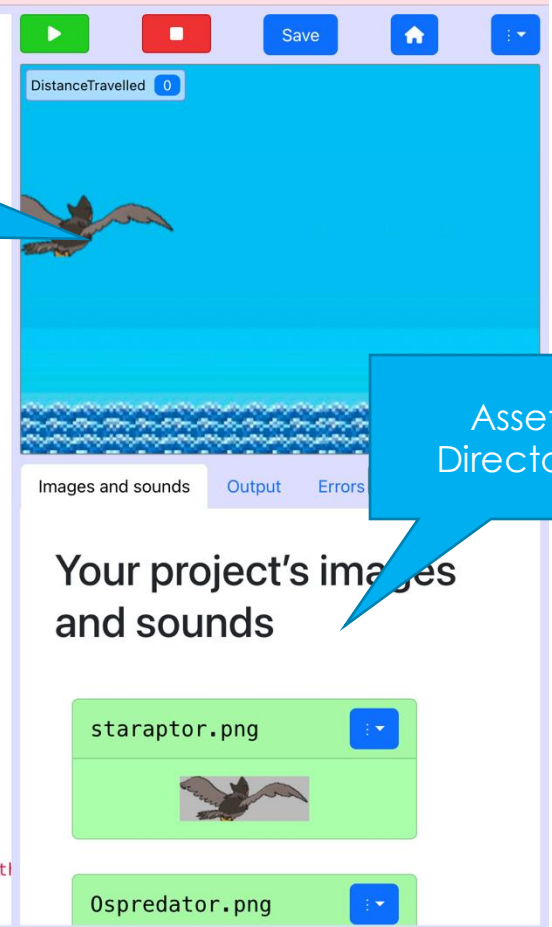 Save
DistanceTravelled 0
Images and sounds Output Errors
Your project's images
and sounds
staraptor.png
Ospredator.png